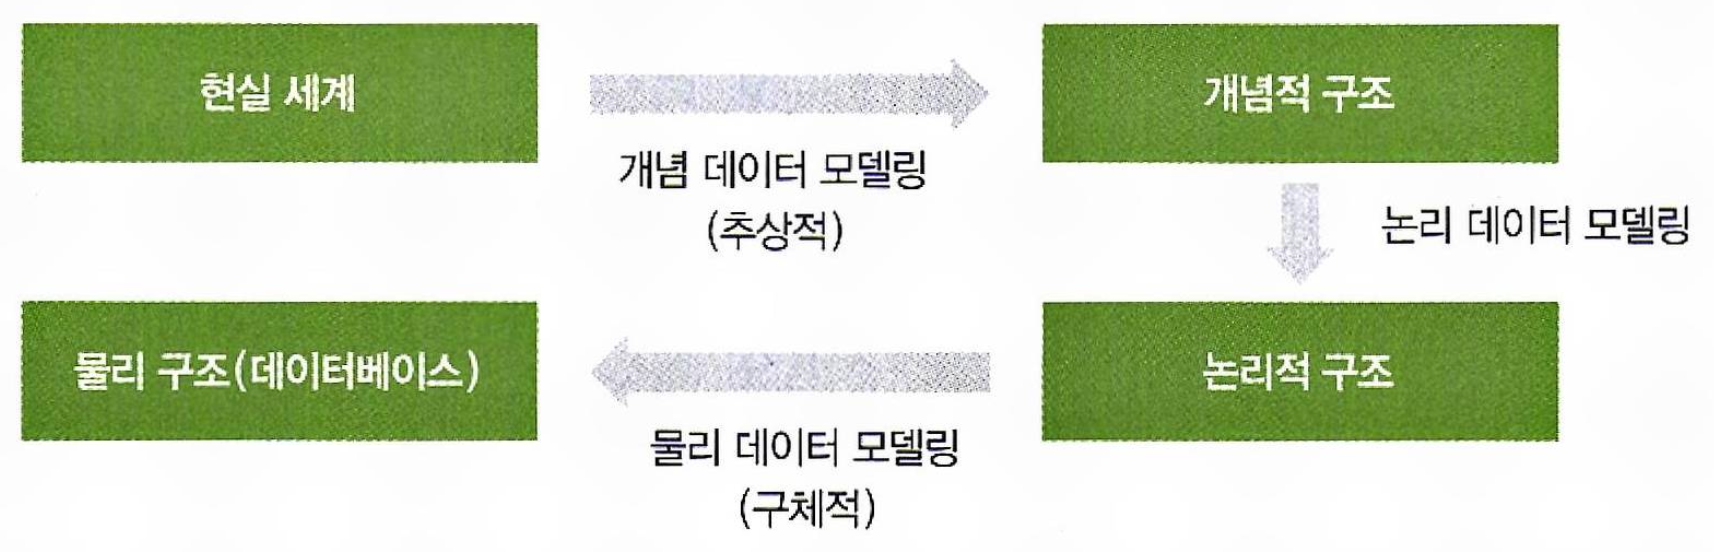 현실 세계
개념 데이터 모델링
(추상적)
개념적 구조
논리 데이터 모델링
논리적 구조
물리 데이터 모델링
(구체적)
물리 구조(데이터베이스)